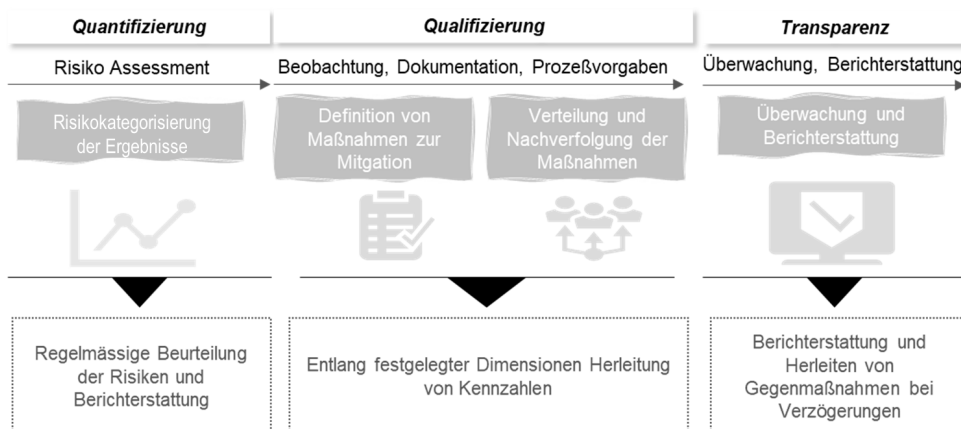 Quantifizierung
Qualifizierung
Transparenz
Risiko Assessment
Beobachtung, Dokumentation, Prozeßvorgaben
Überwachung, Berichterstattung
Risikokategorisierung
der Ergebnisse
Definition von
Maßnahmen zur
Mitgation
Verteilung und
Nachverfolgung der
Maßnahmen
Überwachung und
Berichterstattung
Regelmässige Beurteilung
der Risiken und
Berichterstattung
Entlang festgelegter Dimensionen Herleitung
von Kennzahlen
Berichterstattung und
Herleiten von
Gegenmaßnahmen bei
Verzögerungen